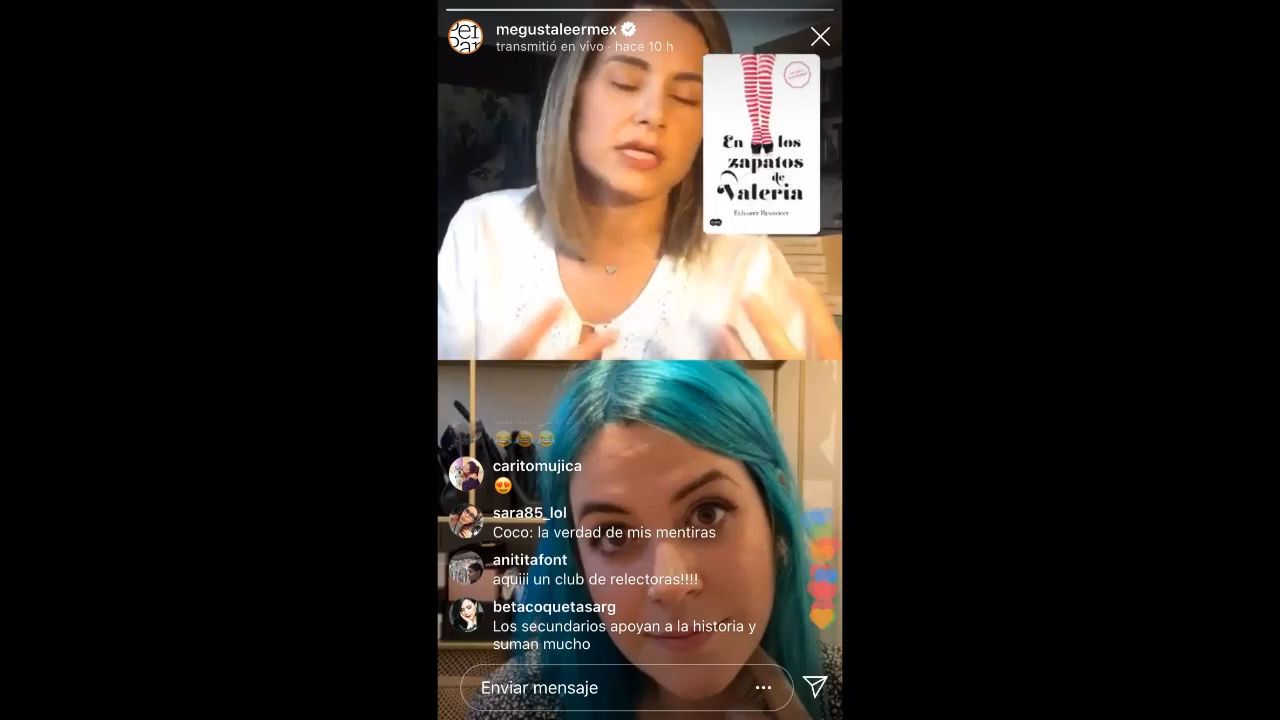 megustaleermex
transmitió en vivo · hace 10 h
En los
zapatos
de
Valeria
caritomujica
sara85_lol
Coco: la verdad de mis mentiras
anititafont
aquiii un club de relectoras!!!!
betacoquetasarg
Los secundarios apoyan a la historia y
suman mucho
Enviar mensaje